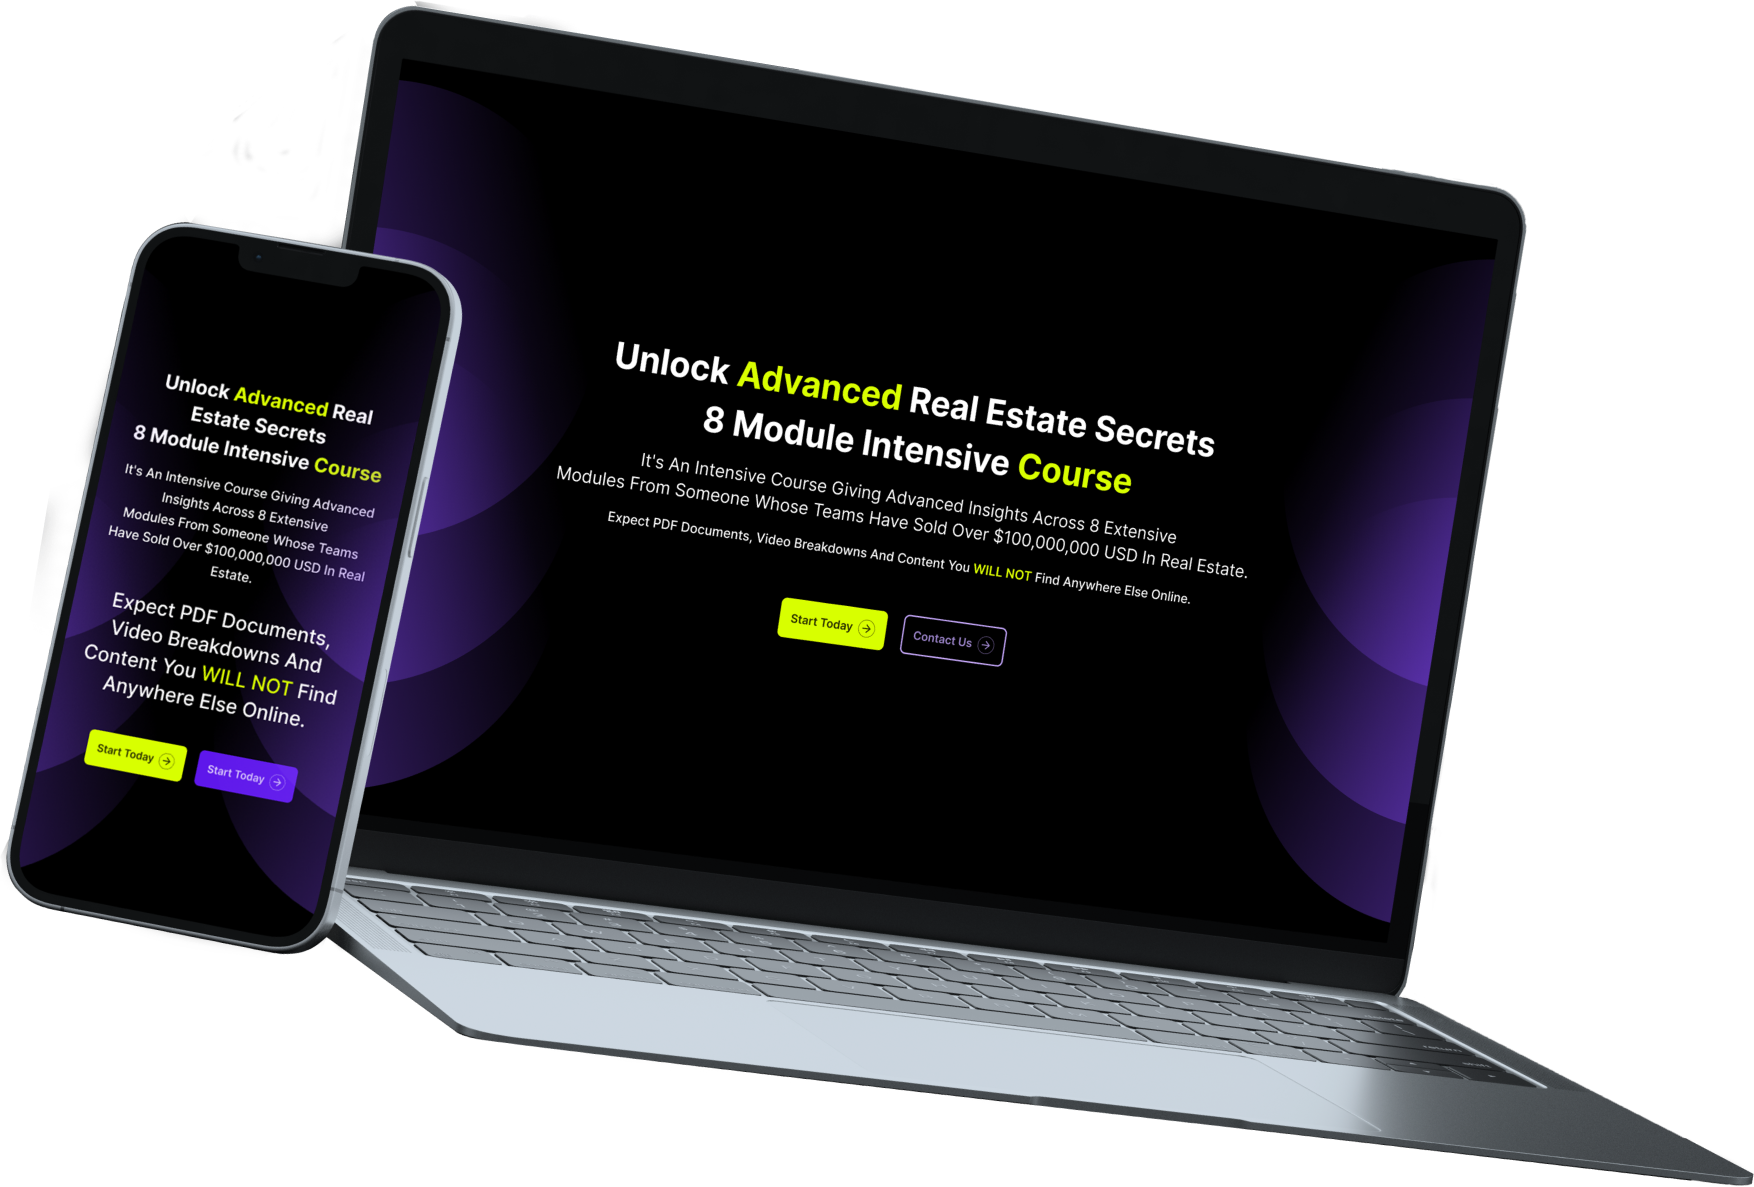 Unlock Advanced Real
Estate Secrets
8 Module Intensive Course
It's An Intensive Course Giving Advanced
Insights Across 8 Extensive
Modules From Someone Whose Teams
Have Sold Over $100,000,000 USD In Real
Estate.
Expect PDF Documents,
Video Breakdowns And
Content You WILL NOT Find
Anywhere Else Online.
Start Today
Start Today
Unlock Advanced Real Estate Secrets
8 Module Intensive Course
It's An Intensive Course Giving Advanced Insights Across 8 Extensive
Modules From Someone Whose Teams Have Sold Over $100,000,000 USD In Real Estate.
Expect PDF Documents, Video Breakdowns And Content You WILL NOT Find Anywhere Else Online.
Start Today
Contact Us